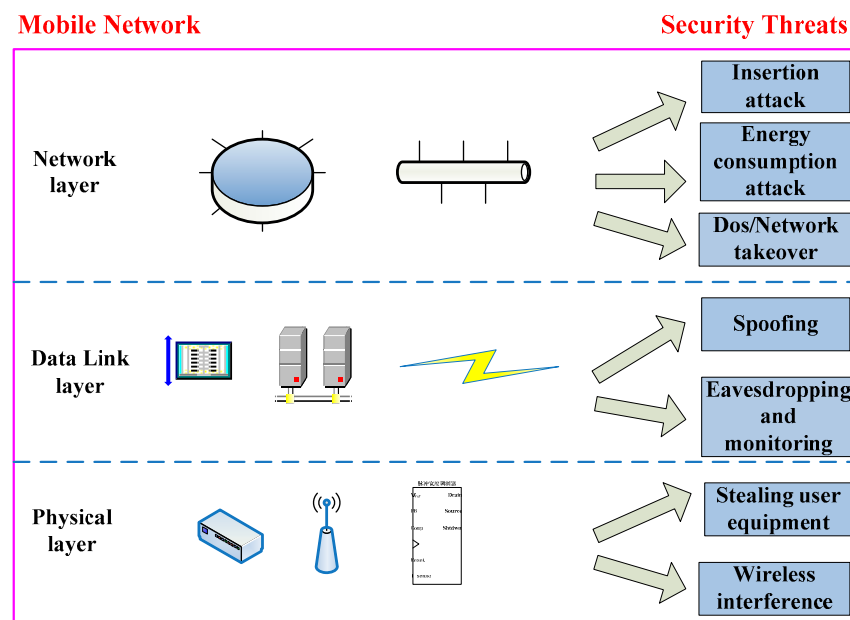 Mobile Network
Security Threats
Network
layer
Insertion
attack
Energy
consumption
attack
Dos/Network
takeover
Data Link
layer
Spoofing
Eavesdropping
and
monitoring
Physical
layer
Drain
Source
Shtdwn
sense
Stealing user
equipment
Wireless
interference